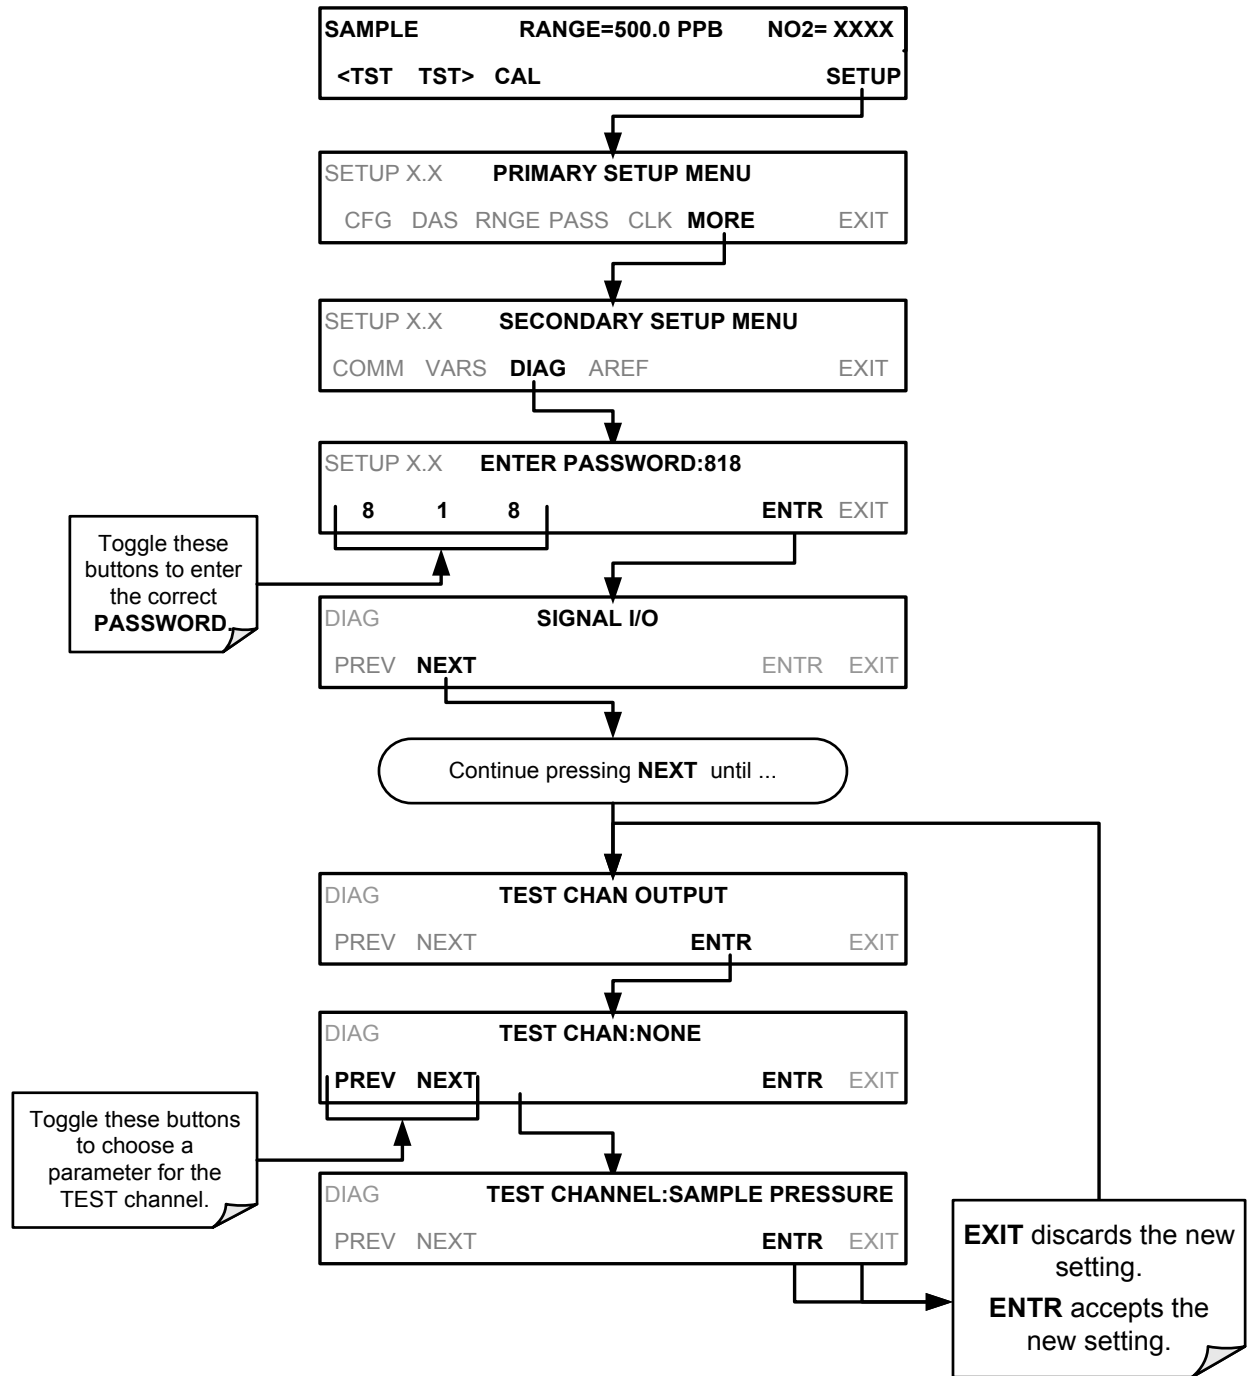 SAMPLE RANGE=500.0 PPB NO2= XXXX
<TST TST> CAL SETUP
SETUP X.X PRIMARY SETUP MENU
CFG DAS RNGE PASS CLK MORE EXIT
SETUP X.X SECONDARY SETUP MENU
COMM VARS DIAG AREF EXIT
SETUP X.X ENTER PASSWORD:818
8 1 8 ENTR EXIT
Toggle these
buttons to enter
the correct
PASSWORD.
DIAG SIGNAL I/O
PREV NEXT ENTR EXIT
Continue pressing NEXT until ...
DIAG TEST CHAN OUTPUT
PREV NEXT ENTR EXIT
DIAG TEST CHAN:NONE
PREV NEXT ENTR EXIT
Toggle these buttons
to choose a
parameter for the
TEST channel.
DIAG TEST CHANNEL:SAMPLE PRESSURE
PREV NEXT ENTR EXIT
EXIT discards the new
setting.
ENTR accepts the
new setting.